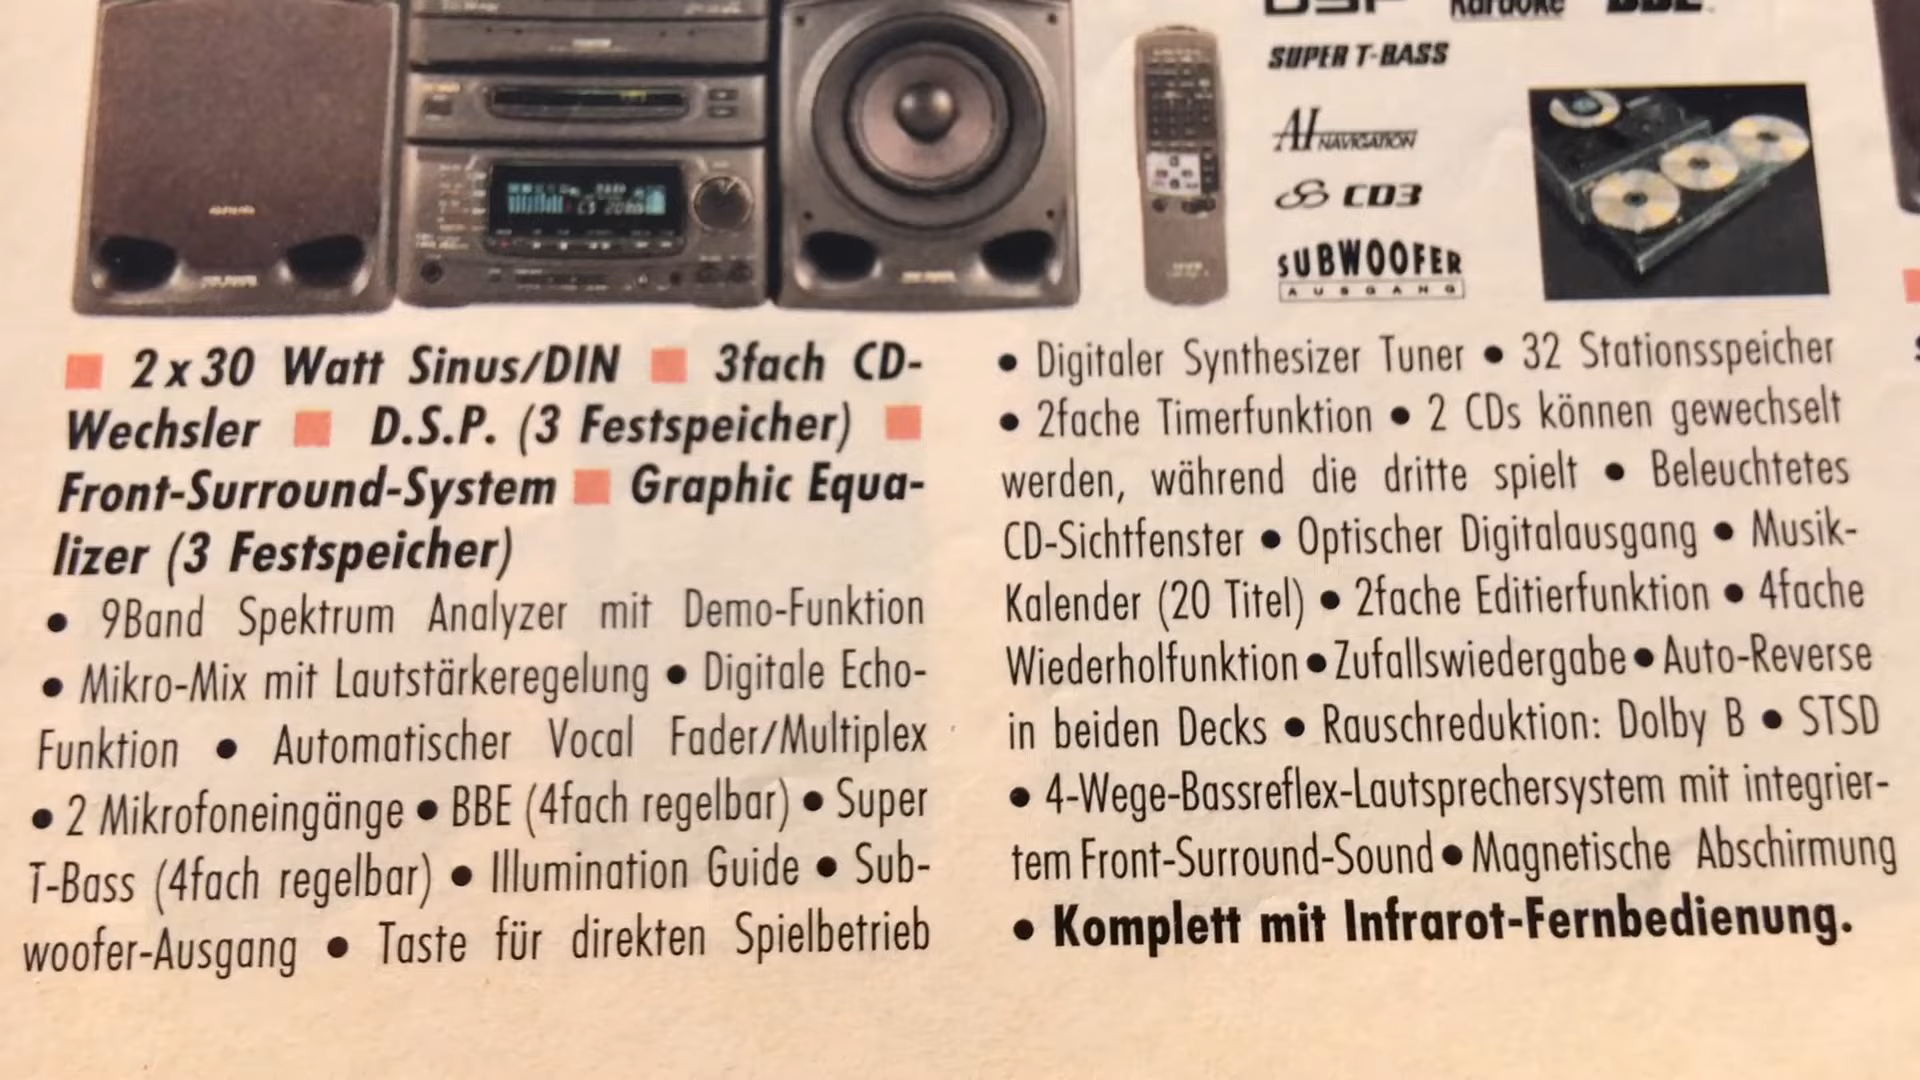 Karaoke
SUPER T-BASS
AI NAVIGATION
CD3
SUBWOOFER
AUSGANG
2 x 30 Watt Sinus/DIN 3fach CD-
Wechsler D.S.P. (3 Festspeicher)
Front-Surround-System Graphic Equa-
lizer (3 Festspeicher)
• 9Band Spektrum Analyzer mit Demo-Funktion
• Mikro-Mix mit Lautstärkeregelung • Digitale Echo-
Funktion • Automatischer Vocal Fader/Multiplex
• 2 Mikrofoneingänge • BBE (4fach regelbar) • Super
T-Bass (4fach regelbar) • Illumination Guide • Sub-
woofer-Ausgang • Taste für direkten Spielbetrieb
• Digitaler Synthesizer Tuner • 32 Stationsspeicher
• 2fache Timerfunktion • 2 CDs können gewechselt
werden, während die dritte spielt • Beleuchtetes
CD-Sichtfenster • Optischer Digitalausgang • Musik-
Kalender (20 Titel) • 2fache Editierfunktion • 4fache
Wiederholfunktion • Zufallswiedergabe • Auto-Reverse
in beiden Decks • Rauschreduktion: Dolby B • STSD
• 4-Wege-Bassreflex-Lautsprechersystem mit integrier-
tem Front-Surround-Sound • Magnetische Abschirmung
• Komplett mit Infrarot-Fernbedienung.